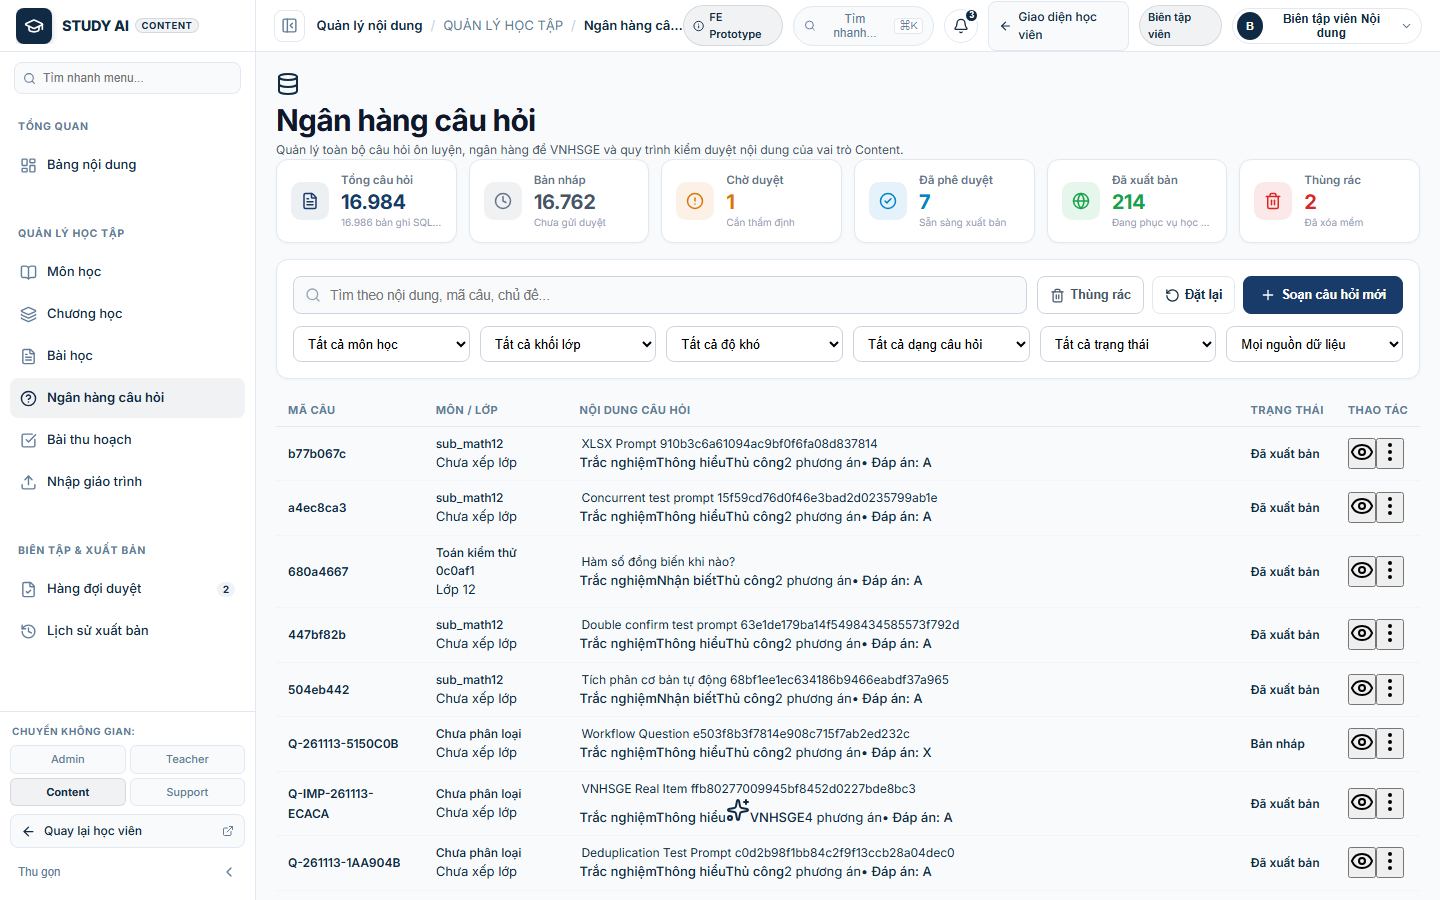 STUDY AI CONTENT
Quản lý nội dung / QUẢN LÝ HỌC TẬP / Ngân hàng câ...
FE Prototype
Tìm nhanh... ⌘K
3
Giao diện học viên
Biên tập viên
B Biên tập viên Nội dung
Tìm nhanh menu...
TỔNG QUAN
Bảng nội dung
QUẢN LÝ HỌC TẬP
Môn học
Chương học
Bài học
Ngân hàng câu hỏi
Bài thu hoạch
Nhập giáo trình
BIÊN TẬP & XUẤT BẢN
Hàng đợi duyệt 2
Lịch sử xuất bản
CHUYỂN KHÔNG GIAN:
Admin Teacher
Content Support
Quay lại học viên
Thu gọn
Ngân hàng câu hỏi
Quản lý toàn bộ câu hỏi ôn luyện, ngân hàng đề VNHSGE và quy trình kiểm duyệt nội dung của vai trò Content.
Tổng câu hỏi
16.984
16.986 bản ghi SQL...
Bản nháp
16.762
Chưa gửi duyệt
Chờ duyệt
1
Cần thẩm định
Đã phê duyệt
7
Sẵn sàng xuất bản
Đã xuất bản
214
Đang phục vụ học ...
Thùng rác
2
Đã xóa mềm
Tìm theo nội dung, mã câu, chủ đề...
Thùng rác
Đặt lại
Soạn câu hỏi mới
Tất cả môn học
Tất cả khối lớp
Tất cả độ khó
Tất cả dạng câu hỏi
Tất cả trạng thái
Mọi nguồn dữ liệu
MÃ CÂU MÔN / LỚP NỘI DUNG CÂU HỎI TRẠNG THÁI THAO TÁC
b77b067c
sub_math12
Chưa xếp lớp
XLSX Prompt 910b3c6a61094ac9bf0f6fa08d837814
Trắc nghiệmThông hiểuThủ công2 phương án• Đáp án: A
Đã xuất bản
a4ec8ca3
sub_math12
Chưa xếp lớp
Concurrent test prompt 15f59cd76d0f46e3bad2d0235799ab1e
Trắc nghiệmThông hiểuThủ công2 phương án• Đáp án: A
Đã xuất bản
680a4667
Toán kiểm thử
0c0af1
Lớp 12
Hàm số đồng biến khi nào?
Trắc nghiệmNhận biếtThủ công2 phương án• Đáp án: A
Đã xuất bản
447bf82b
sub_math12
Chưa xếp lớp
Double confirm test prompt 63e1de179ba14f5498434585573f792d
Trắc nghiệmThông hiểuThủ công2 phương án• Đáp án: A
Đã xuất bản
504eb442
sub_math12
Chưa xếp lớp
Tích phân cơ bản tự động 68bf1ee1ec634186b9466eabdf37a965
Trắc nghiệmNhận biếtThủ công2 phương án• Đáp án: A
Đã xuất bản
Q-261113-5150C0B
Chưa phân loại
Chưa xếp lớp
Workflow Question e503f8b3f7814e908c715f7ab2ed232c
Trắc nghiệmThông hiểuThủ công2 phương án• Đáp án: X
Bản nháp
Q-IMP-261113-
ECACA
Chưa phân loại
Chưa xếp lớp
VNHSGE Real Item ffb80277009945bf8452d0227bde8bc3
Trắc nghiệmThông hiểuVNHSGE4 phương án• Đáp án: A
Đã xuất bản
Q-261113-1AA904B
Chưa phân loại
Chưa xếp lớp
Deduplication Test Prompt c0d2b98f1bb84c2f9f13ccb28a04dec0
Trắc nghiệmThông hiểuThủ công2 phương án• Đáp án: A
Đã xuất bản